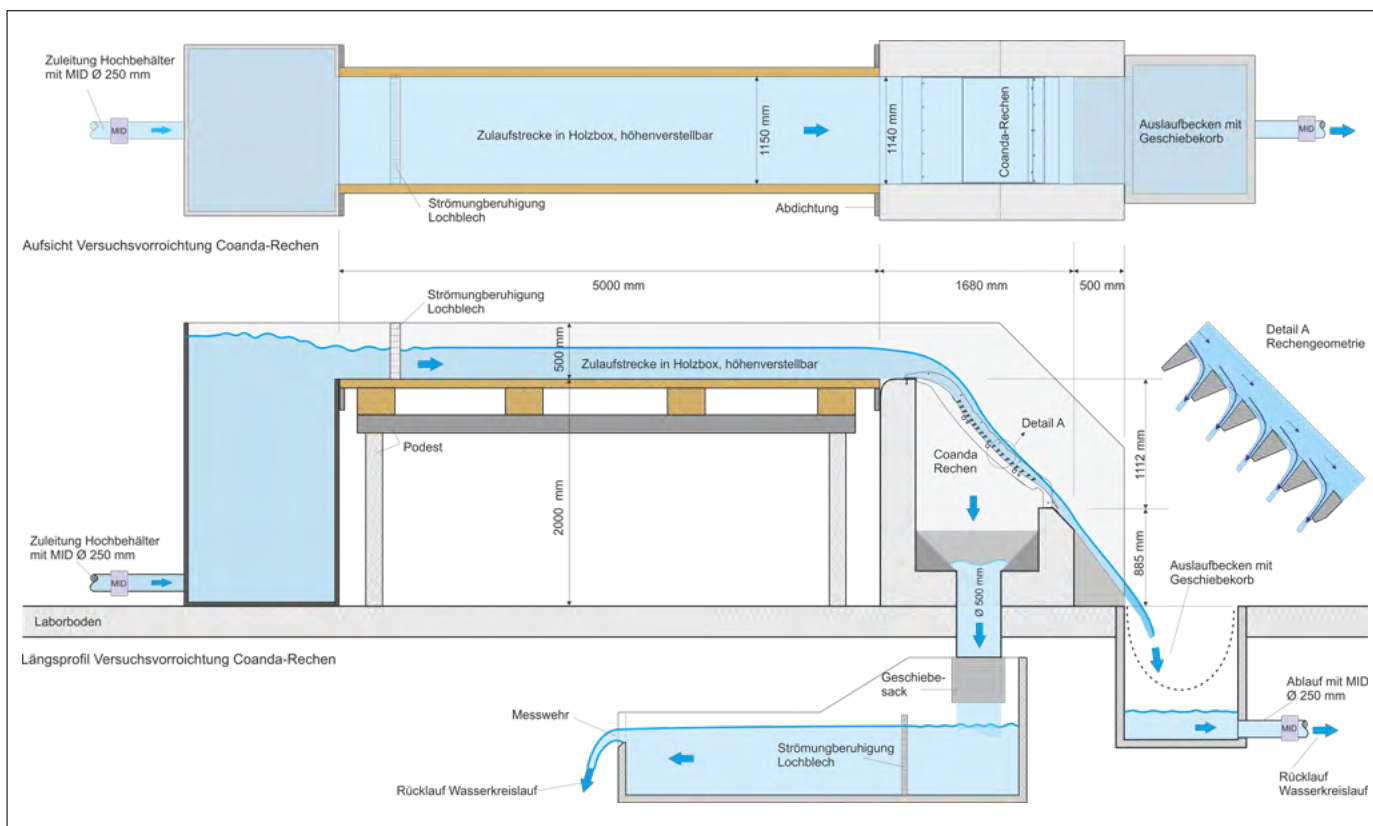 Zuleitung Hochbehälter
mit MID Ø 250 mm
MID
Zulaufstrecke in Holzbox, höhenverstellbar
1150 mm
1140 mm
Coanda-Rechen
Auslaufbecken mit
Geschiebekorb
MID
Strömungberuhigung
Lochblech
Abdichtung
Aufsicht Versuchsvorroichtung Coanda-Rechen
5000 mm
1680 mm
500 mm
Strömungberuhigung
Lochblech
500 mm
Zulaufstrecke in Holzbox, höhenverstellbar
Detail A
Rechengeometrie
Podest
Detail A
Coanda
Rechen
1112 mm
2000 mm
Zuleitung Hochbehälter
mit MID Ø 250 mm
MID
885 mm
Ø 500 mm
Auslaufbecken mit
Geschiebekorb
Laborboden
Längsprofil Versuchsvorroichtung Coanda-Rechen
Geschiebe-
sack
Ablauf mit MID
Ø 250 mm
Messwehr
MID
Strömungberuhigung
Lochblech
Rücklauf Wasserkreislauf
Rücklauf
Wasserkreislauf